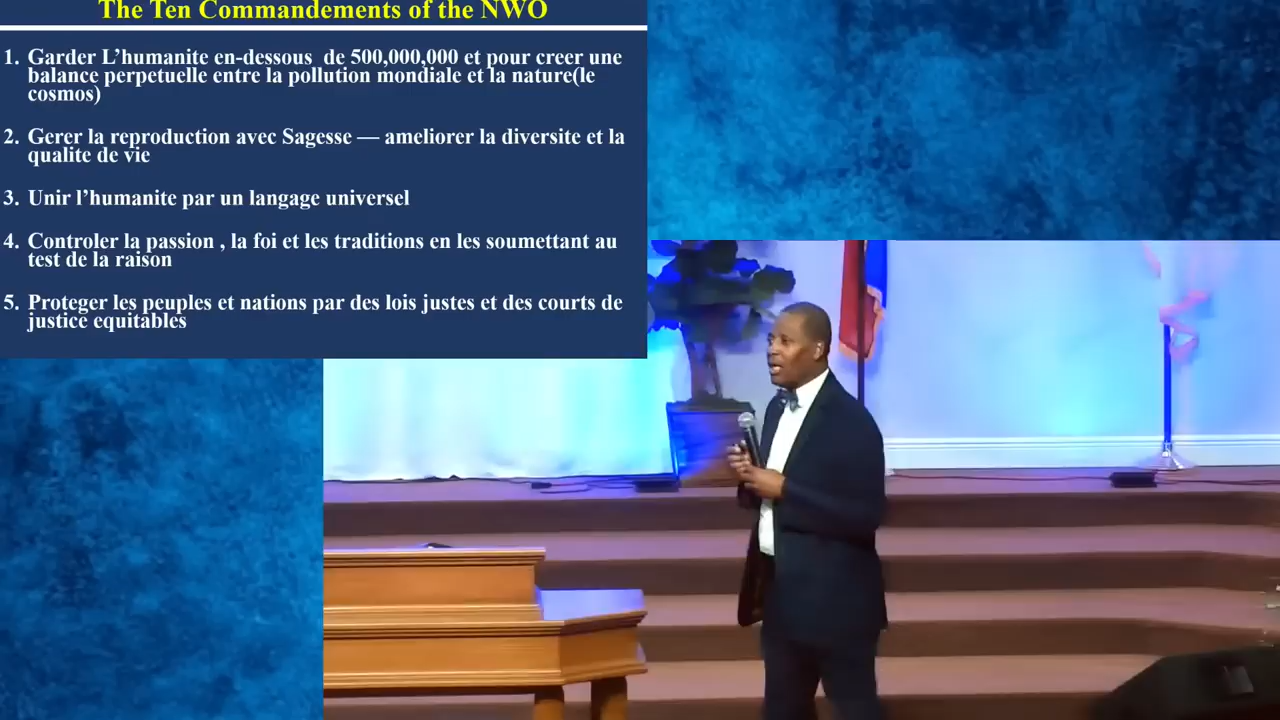 The Ten Commandements of the NWO
1. Garder L’humanite en-dessous de 500,000,000 et pour creer une
balance perpetuelle entre la pollution mondiale et la nature(le
cosmos)
2. Gerer la reproduction avec Sagesse — ameliorer la diversite et la
qualite de vie
3. Unir l’humanite par un langage universel
4. Controler la passion , la foi et les traditions en les soumettant au
test de la raison
5. Proteger les peuples et nations par des lois justes et des courts de
justice equitables